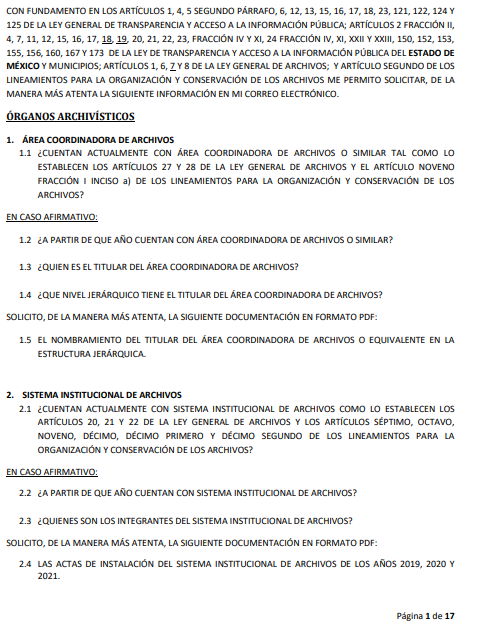 CON FUNDAMENTO EN LOS ARTÍCULOS 1, 4, 5 SEGUNDO PÁRRAFO, 6, 12, 13, 15, 16, 17, 18, 23, 121, 122, 124 Y
125 DE LA LEY GENERAL DE TRANSPARENCIA Y ACCESO A LA INFORMACIÓN PÚBLICA; ARTÍCULOS 2 FRACCIÓN II,
4, 7, 11, 12, 15, 16, 17, 18, 19, 20, 21, 22, 23, FRACCIÓN IV Y XI, 24 FRACCIÓN IV, XI, XXII Y XXIII, 150, 152, 153,
155, 156, 160, 167 Y 173 DE LA LEY DE TRANSPARENCIA Y ACCESO A LA INFORMACIÓN PÚBLICA DEL ESTADO DE
MÉXICO Y MUNICIPIOS; ARTÍCULOS 1, 6, 7 Y 8 DE LA LEY GENERAL DE ARCHIVOS; Y ARTÍCULO SEGUNDO DE LOS
LINEAMIENTOS PARA LA ORGANIZACIÓN Y CONSERVACIÓN DE LOS ARCHIVOS ME PERMITO SOLICITAR, DE LA
MANERA MÁS ATENTA LA SIGUIENTE INFORMACIÓN EN MI CORREO ELECTRÓNICO.
ÓRGANOS ARCHIVÍSTICOS
1. ÁREA COORDINADORA DE ARCHIVOS
1.1 ¿CUENTAN ACTUALMENTE CON ÁREA COORDINADORA DE ARCHIVOS O SIMILAR TAL COMO LO
ESTABLECEN LOS ARTÍCULOS 27 Y 28 DE LA LEY GENERAL DE ARCHIVOS Y EL ARTÍCULO NOVENO
FRACCIÓN I INCISO a) DE LOS LINEAMIENTOS PARA LA ORGANIZACIÓN Y CONSERVACIÓN DE LOS
ARCHIVOS?
EN CASO AFIRMATIVO:
1.2 ¿A PARTIR DE QUE AÑO CUENTAN CON ÁREA COORDINADORA DE ARCHIVOS O SIMILAR?
1.3 ¿QUIEN ES EL TITULAR DEL ÁREA COORDINADORA DE ARCHIVOS?
1.4 ¿QUE NIVEL JERÁRQUICO TIENE EL TITULAR DEL ÁREA COORDINADORA DE ARCHIVOS?
SOLICITO, DE LA MANERA MÁS ATENTA, LA SIGUIENTE DOCUMENTACIÓN EN FORMATO PDF:
1.5 EL NOMBRAMIENTO DEL TITULAR DEL ÁREA COORDINADORA DE ARCHIVOS O EQUIVALENTE EN LA
ESTRUCTURA JERÁRQUICA.
2. SISTEMA INSTITUCIONAL DE ARCHIVOS
2.1 ¿CUENTAN ACTUALMENTE CON SISTEMA INSTITUCIONAL DE ARCHIVOS COMO LO ESTABLECEN LOS
ARTÍCULOS 20, 21 Y 22 DE LA LEY GENERAL DE ARCHIVOS Y LOS ARTÍCULOS SÉPTIMO, OCTAVO,
NOVENO, DÉCIMO, DÉCIMO PRIMERO Y DÉCIMO SEGUNDO DE LOS LINEAMIENTOS PARA LA
ORGANIZACIÓN Y CONSERVACIÓN DE LOS ARCHIVOS?
EN CASO AFIRMATIVO:
2.2 ¿A PARTIR DE QUE AÑO CUENTAN CON SISTEMA INSTITUCIONAL DE ARCHIVOS?
2.3 ¿QUIENES SON LOS INTEGRANTES DEL SISTEMA INSTITUCIONAL DE ARCHIVOS?
SOLICITO, DE LA MANERA MÁS ATENTA, LA SIGUIENTE DOCUMENTACIÓN EN FORMATO PDF:
2.4 LAS ACTAS DE INSTALACIÓN DEL SISTEMA INSTITUCIONAL DE ARCHIVOS DE LOS AÑOS 2019, 2020 Y
2021.
Página 1 de 17